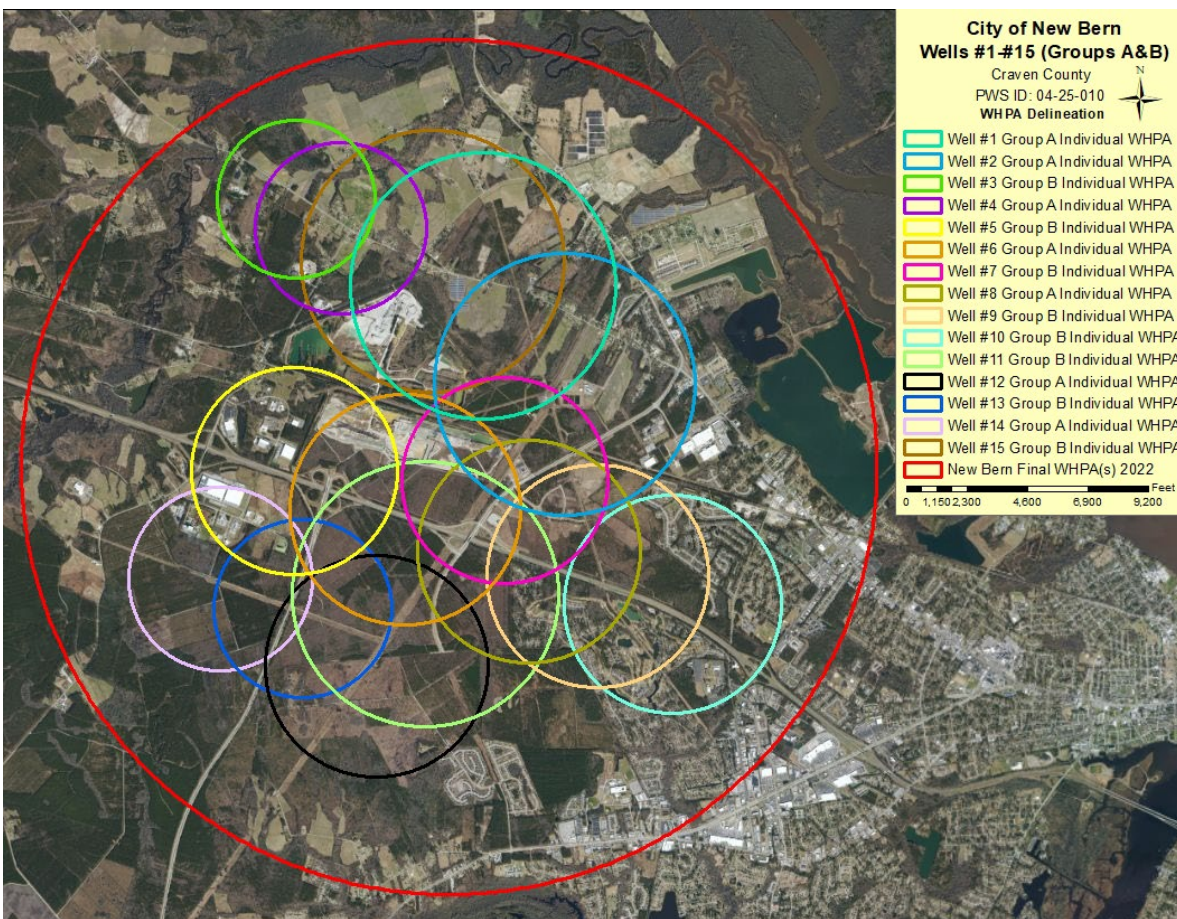 City of New Bern
Wells #1-#15 (Groups A&B)
Craven County
N
PWS ID: 04-25-010
WHPA Delineation
Well #1 Group A Individual WHPA
Well #2 Group A Individual WHPA
Well #3 Group B Individual WHPA
Well #4 Group A Individual WHPA
Well #5 Group B Individual WHPA
Well #6 Group A Individual WHPA
Well #7 Group B Individual WHPA
Well #8 Group A Individual WHPA
Well #9 Group B Individual WHPA
Well #10 Group B Individual WHPA
Well #11 Group B Individual WHPA
Well #12 Group A Individual WHPA
Well #13 Group B Individual WHPA
Well #14 Group A Individual WHPA
Well #15 Group B Individual WHPA
New Bern Final WHPA(s) 2022
Feet
0 1,150 2,300 4,600 6,900 9,200